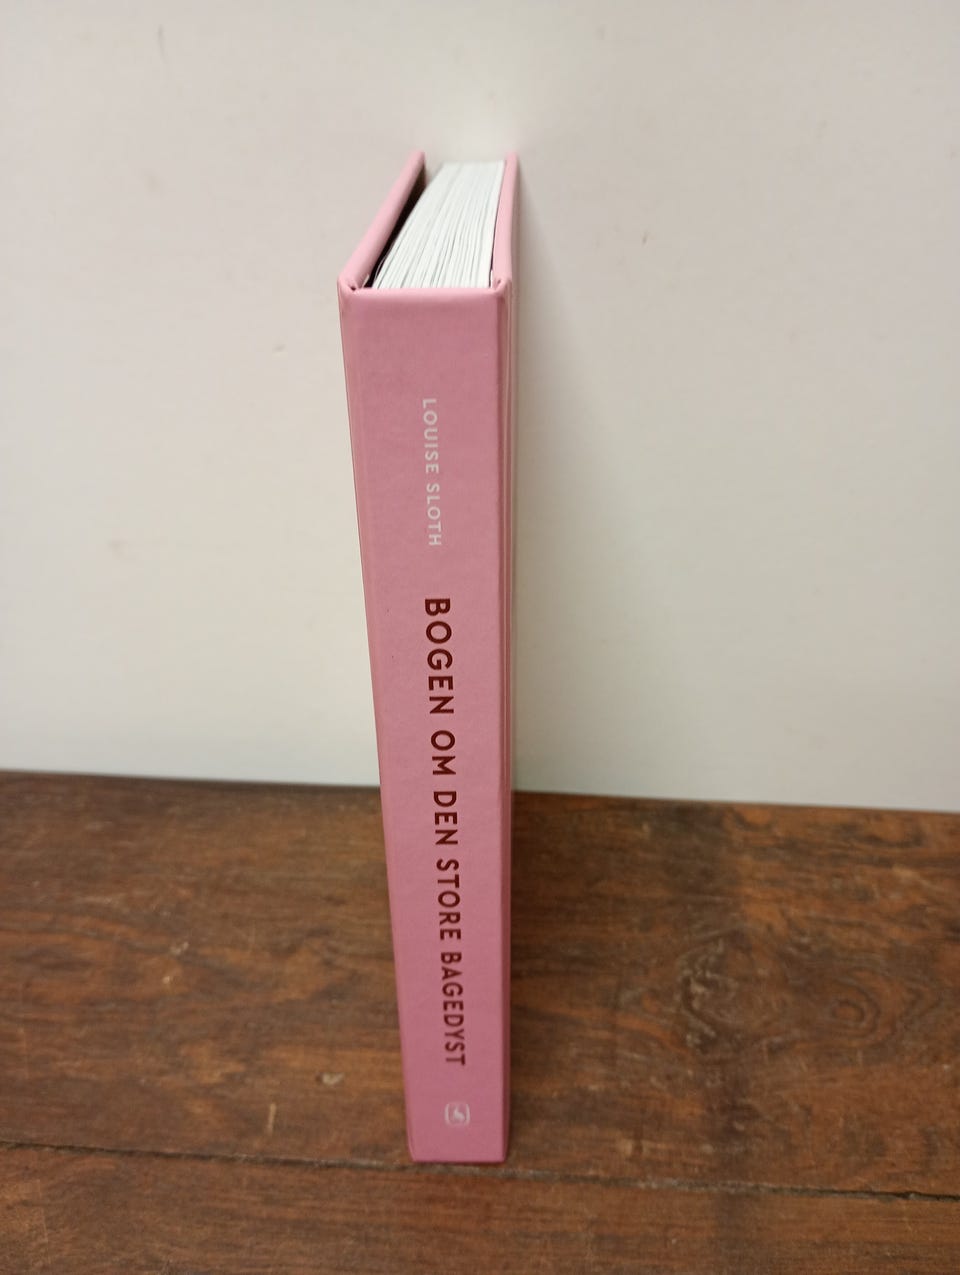 LOUISE SLOTH
BOGEN OM DEN STORE BAGEDYST